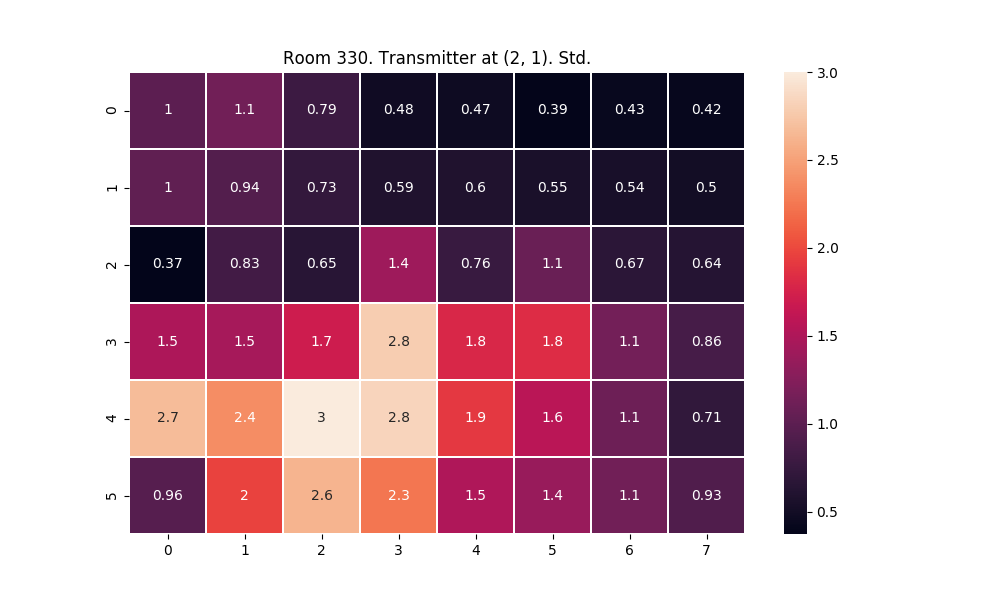 Room 330. Transmitter at (2, 1). Std.
0 1 1.1 0.79 0.48 0.47 0.39 0.43 0.42
1 1 0.94 0.73 0.59 0.6 0.55 0.54 0.5
2 0.37 0.83 0.65 1.4 0.76 1.1 0.67 0.64
3 1.5 1.5 1.7 2.8 1.8 1.8 1.1 0.86
4 2.7 2.4 3 2.8 1.9 1.6 1.1 0.71
5 0.96 2 2.6 2.3 1.5 1.4 1.1 0.93
0 1 2 3 4 5 6 7
3.0
2.5
2.0
1.5
1.0
0.5